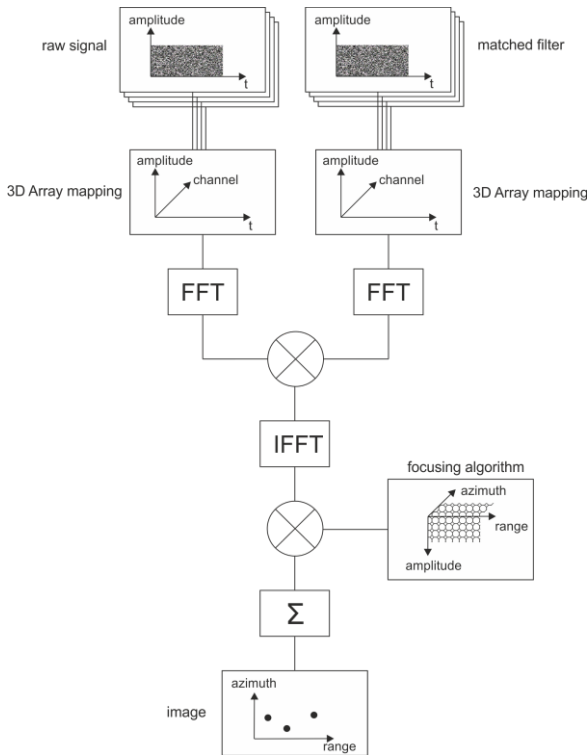 raw signal
amplitude
t
amplitude
t
matched filter
3D Array mapping
amplitude
channel
t
amplitude
channel
t
3D Array mapping
FFT
FFT
IFFT
focusing algorithm
azimuth
range
amplitude
Σ
image
azimuth
range